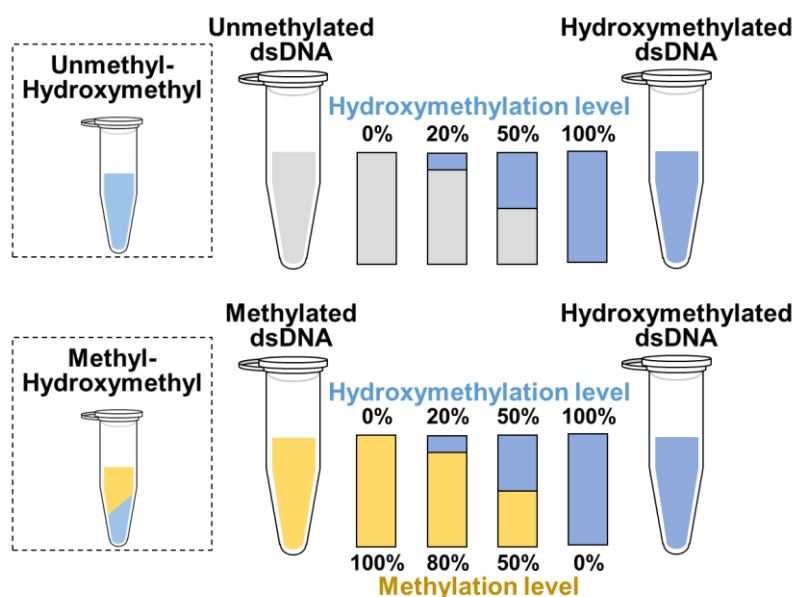 Unmethyl-
Hydroxymethyl
Unmethylated
dsDNA
Hydroxymethylated
dsDNA
Hydroxymethylation level
0% 20% 50% 100%
Methyl-
Hydroxymethyl
Methylated
dsDNA
Hydroxymethylated
dsDNA
Hydroxymethylation level
0% 20% 50% 100%
100% 80% 50% 0%
Methylation level